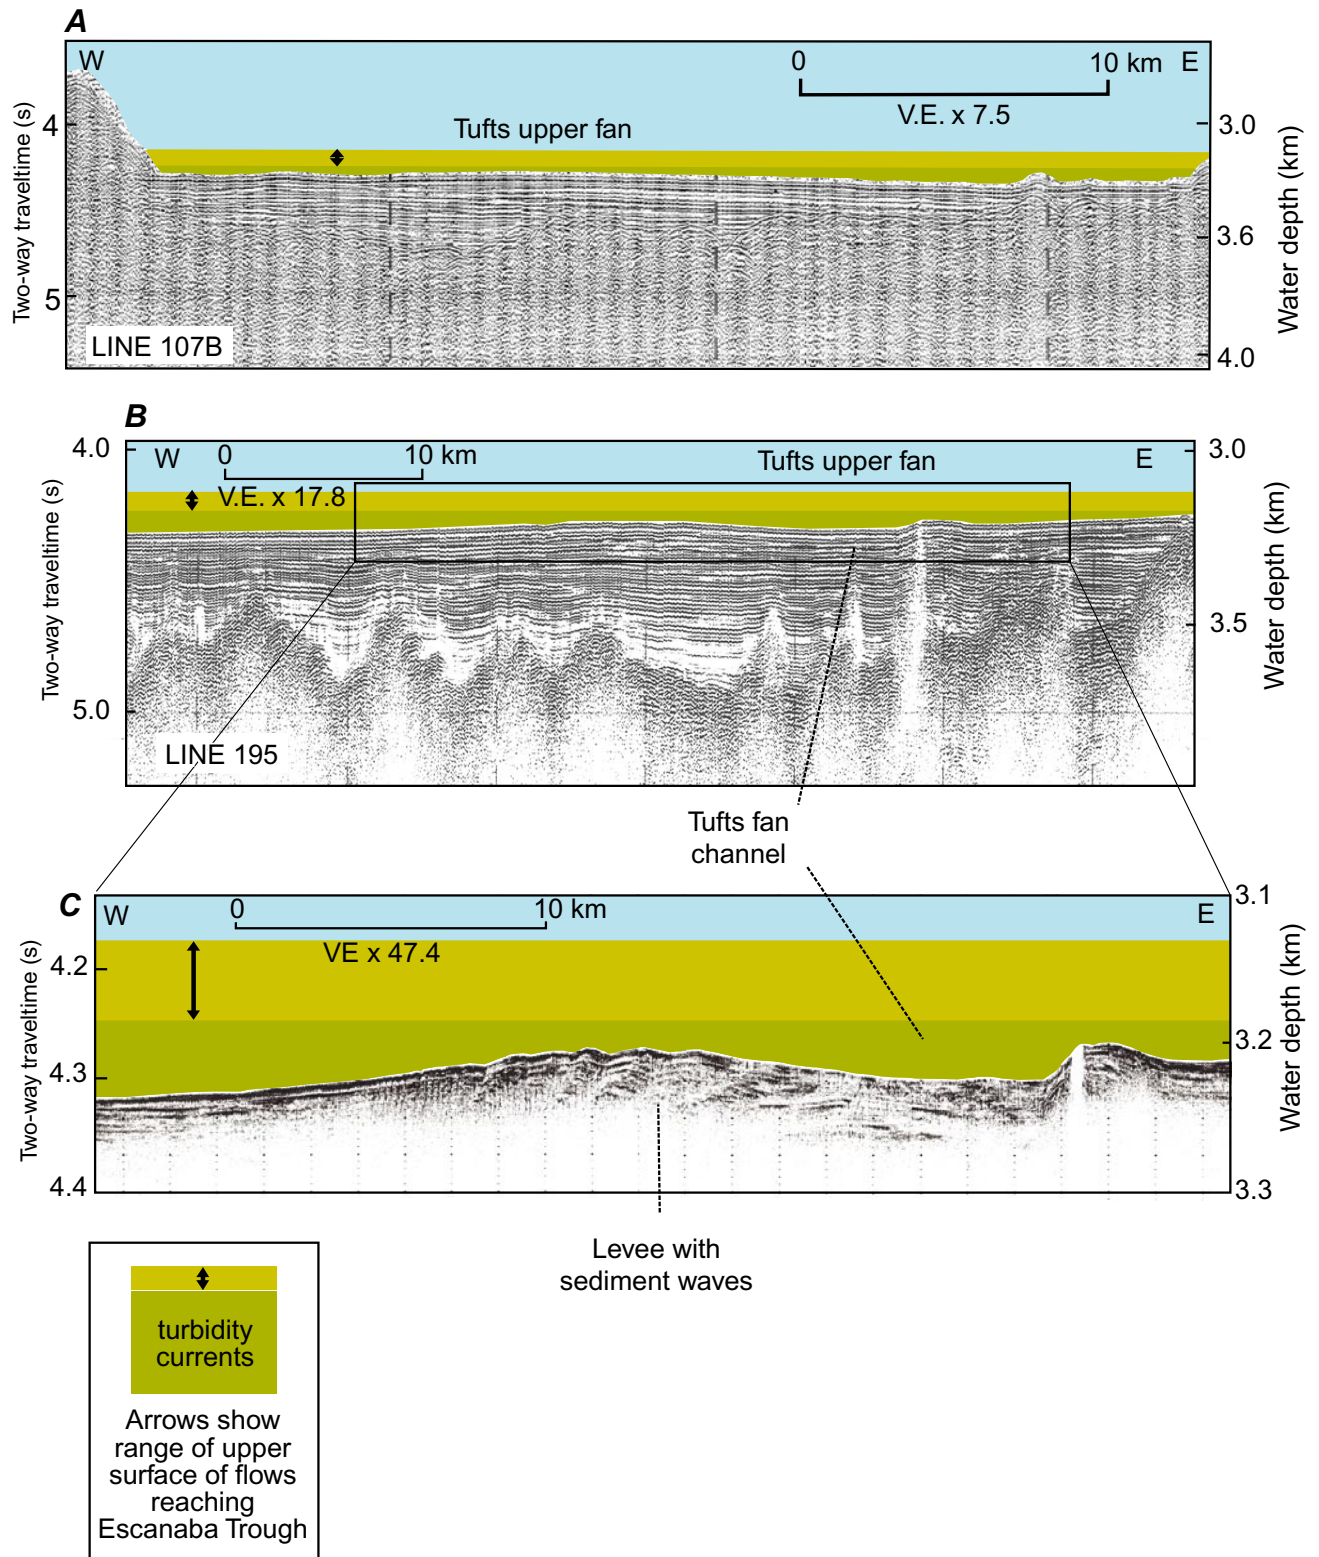 A
W
0
10 km
E
V.E. x 7.5
Tufts upper fan
Two-way traveltime (s)
4
5
3.0
3.6
4.0
Water depth (km)
LINE 107B
B
4.0
W
0
10 km
Tufts upper fan
E
3.0
V.E. x 17.8
Two-way traveltime (s)
5.0
3.5
Water depth (km)
LINE 195
Tufts fan
channel
C
W
0
10 km
E
3.1
VE x 47.4
Two-way traveltime (s)
4.2
4.3
4.4
3.2
3.3
Water depth (km)
Levee with
sediment waves
turbidity
currents
Arrows show
range of upper
surface of flows
reaching
Escanaba Trough